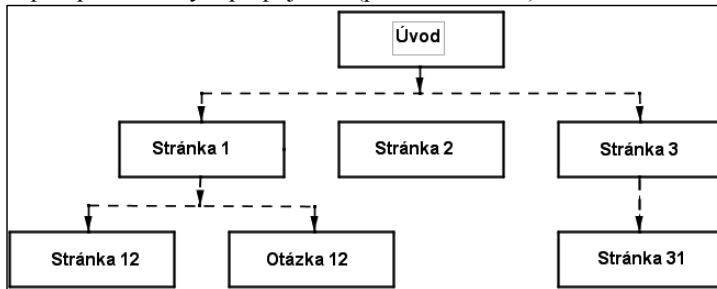 Úvod
Stránka 1
Stránka 2
Stránka 3
Stránka 12
Otázka 12
Stránka 31